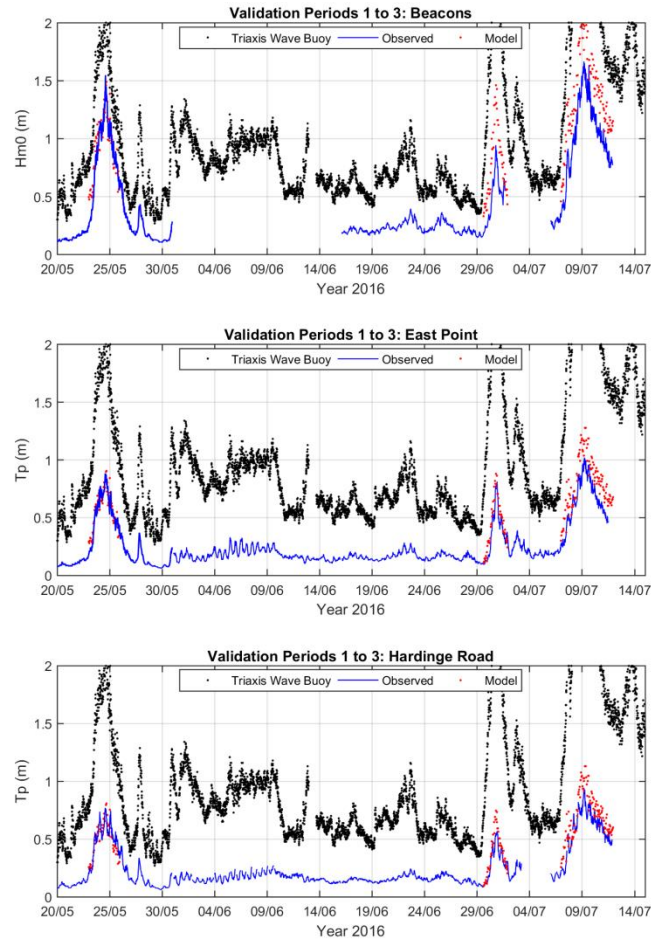 Validation Periods 1 to 3: Beacons
Triaxis Wave Buoy Observed Model
Hm0 (m)
2
1.5
1
0.5
0
20/05 25/05 30/05 04/06 09/06 14/06 19/06 24/06 29/06 04/07 09/07 14/07
Year 2016
Validation Periods 1 to 3: East Point
Triaxis Wave Buoy Observed Model
Tp (m)
2
1.5
1
0.5
0
20/05 25/05 30/05 04/06 09/06 14/06 19/06 24/06 29/06 04/07 09/07 14/07
Year 2016
Validation Periods 1 to 3: Hardinge Road
Triaxis Wave Buoy Observed Model
Tp (m)
2
1.5
1
0.5
0
20/05 25/05 30/05 04/06 09/06 14/06 19/06 24/06 29/06 04/07 09/07 14/07
Year 2016